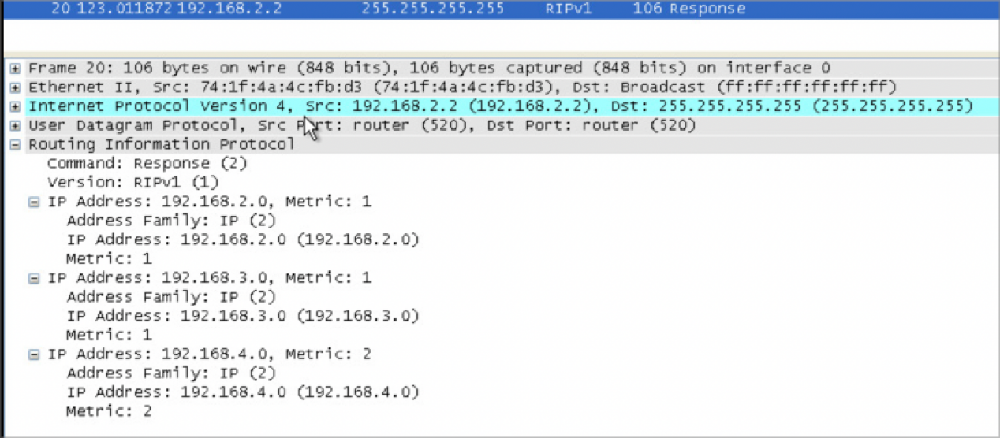 20 123.011872 192.168.2.2 255.255.255.255 RIPv1 106 Response
Frame 20: 106 bytes on wire (848 bits), 106 bytes captured (848 bits) on interface 0
Ethernet II, Src: 74:1f:4a:4c:fb:d3 (74:1f:4a:4c:fb:d3), Dst: Broadcast (ff:ff:ff:ff:ff:ff)
Internet Protocol Version 4, Src: 192.168.2.2 (192.168.2.2), Dst: 255.255.255.255 (255.255.255.255)
User Datagram Protocol, Src Port: router (520), Dst Port: router (520)
Routing Information Protocol
Command: Response (2)
Version: RIPv1 (1)
IP Address: 192.168.2.0, Metric: 1
Address Family: IP (2)
IP Address: 192.168.2.0 (192.168.2.0)
Metric: 1
IP Address: 192.168.3.0, Metric: 1
Address Family: IP (2)
IP Address: 192.168.3.0 (192.168.3.0)
Metric: 1
IP Address: 192.168.4.0, Metric: 2
Address Family: IP (2)
IP Address: 192.168.4.0 (192.168.4.0)
Metric: 2